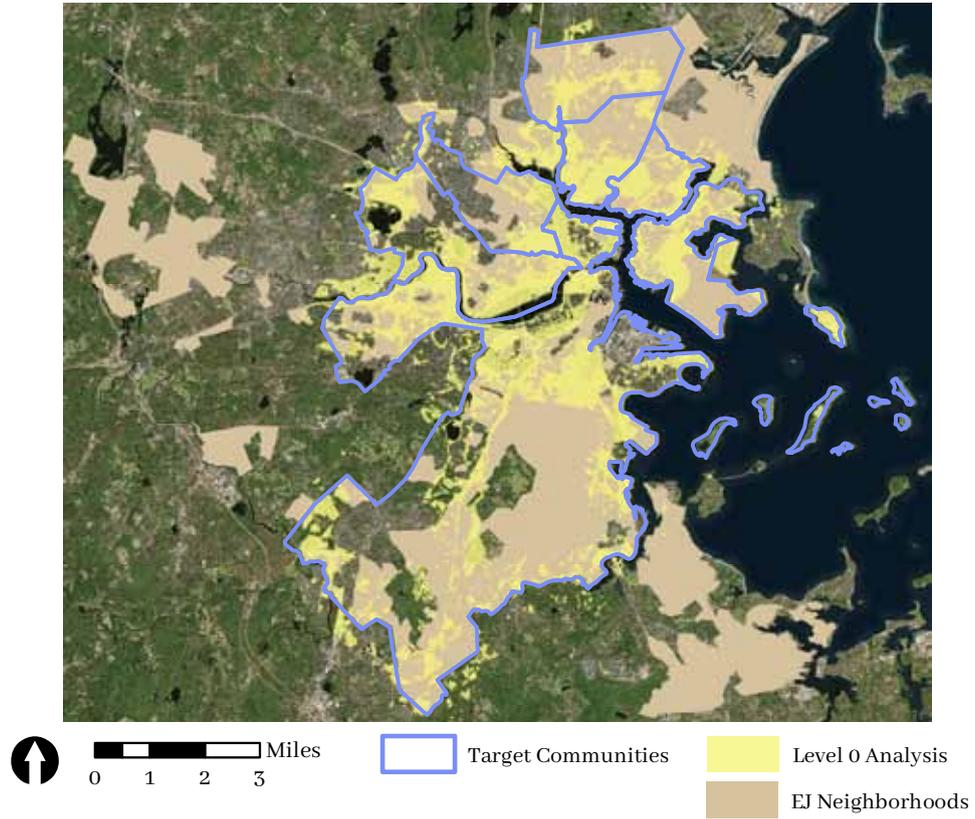 Miles
0 1 2 3
Target Communities
Level 0 Analysis
EJ Neighborhoods